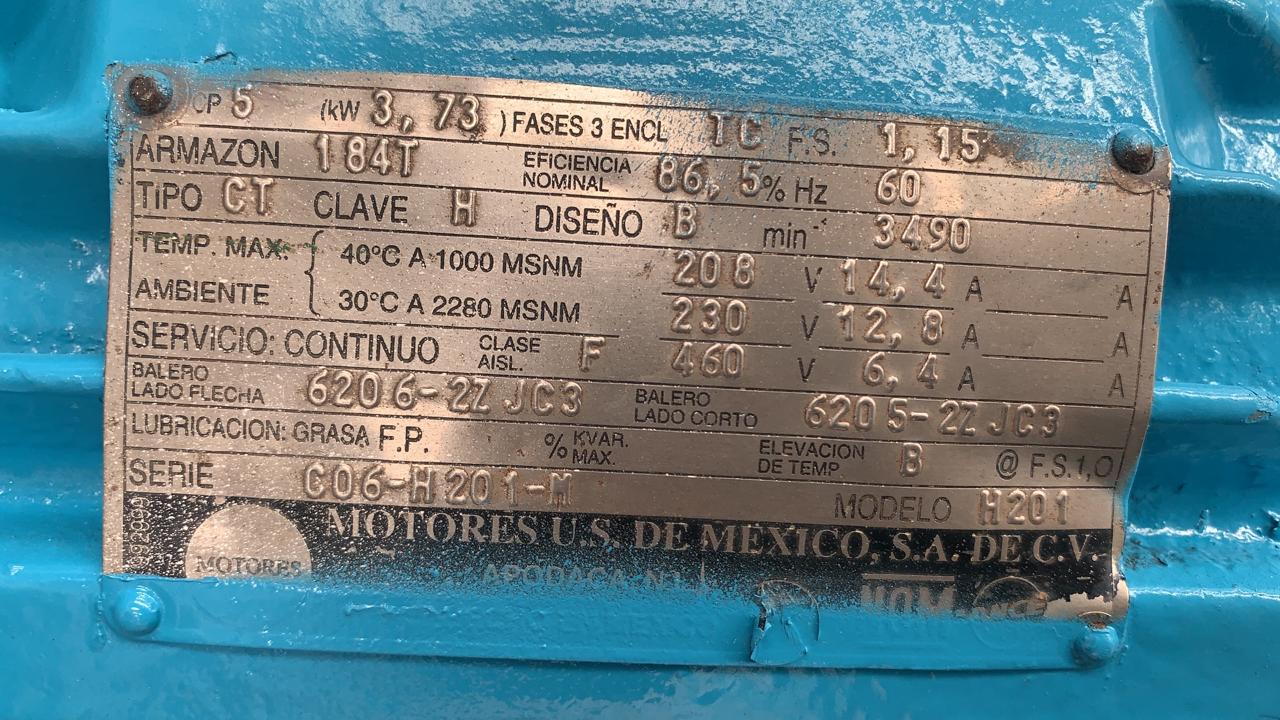 CP 5 (kW 3,73 ) FASES 3 ENCL TC F.S. 1,15
ARMAZON 184T EFICIENCIA NOMINAL 86,5% Hz 60
TIPO CT CLAVE H DISEÑO B min⁻¹ 3490
TEMP. MAX. 40°C A 1000 MSNM 208 V 14,4 A A
AMBIENTE 30°C A 2280 MSNM 230 V 12,8 A A
SERVICIO: CONTINUO CLASE AISL. F 460 V 6,4 A A
BALERO LADO FLECHA 6206-2Z JC3 BALERO LADO CORTO 6205-2Z JC3
LUBRICACION: GRASA F.P. % KVAR. MAX. ELEVACION DE TEMP. B @ F.S.1,0
SERIE C06-H201-M MODELO H201
MOTORES U.S. DE MEXICO, S.A. DE C.V.
MOTORES
APODACA
NOM